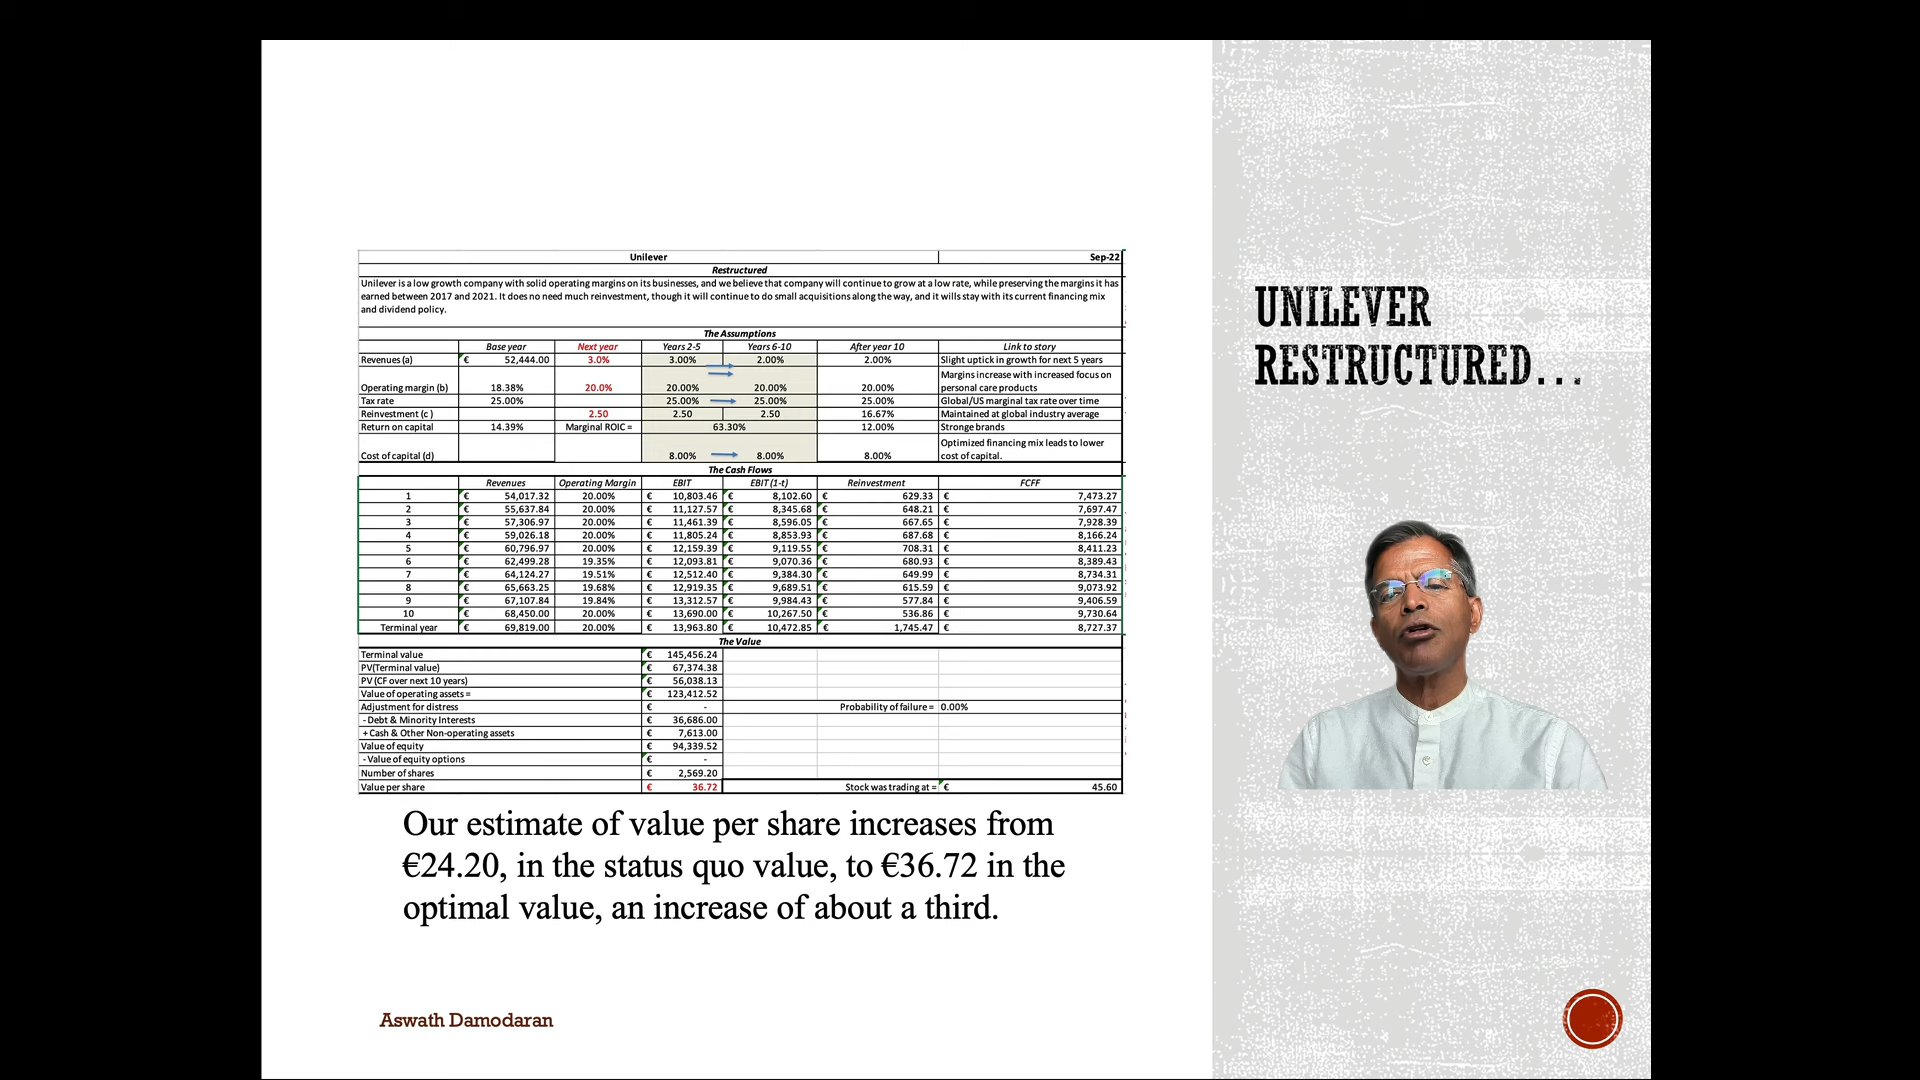 Unilever Sep-22
Restructured
Unilever is a low growth company with solid operating margins on its businesses, and we believe that company will continue to grow at a low rate, while preserving the margins it has
earned between 2017 and 2021. It does no need much reinvestment, though it will continue to do small acquisitions along the way, and it wills stay with its current financing mix
and dividend policy.
The Assumptions
Base year Next year Years 2-5 Years 6-10 After year 10 Link to story
Revenues (a) € 52,444.00 3.0% 3.00% 2.00% 2.00% Slight uptick in growth for next 5 years
Margins increase with increased focus on
Operating margin (b) 18.38% 20.0% 20.00% 20.00% 20.00% personal care products
Tax rate 25.00% 25.00% 25.00% 25.00% Global/US marginal tax rate over time
Reinvestment (c ) 2.50 2.50 2.50 16.67% Maintained at global industry average
Return on capital 14.39% Marginal ROIC = 63.30% 12.00% Stronge brands
Optimized financing mix leads to lower
Cost of capital (d) 8.00% 8.00% 8.00% cost of capital.
The Cash Flows
Revenues Operating Margin EBIT EBIT (1-t) Reinvestment FCFF
1 € 54,017.32 20.00% € 10,803.46 € 8,102.60 € 629.33 € 7,473.27
2 € 55,637.84 20.00% € 11,127.57 € 8,345.68 € 648.21 € 7,697.47
3 € 57,306.97 20.00% € 11,461.39 € 8,596.05 € 667.65 € 7,928.39
4 € 59,026.18 20.00% € 11,805.24 € 8,853.93 € 687.68 € 8,166.24
5 € 60,796.97 20.00% € 12,159.39 € 9,119.55 € 708.31 € 8,411.23
6 € 62,499.28 19.35% € 12,093.81 € 9,070.36 € 680.93 € 8,389.43
7 € 64,124.27 19.51% € 12,512.40 € 9,384.30 € 649.99 € 8,734.31
8 € 65,663.25 19.68% € 12,919.35 € 9,689.51 € 615.59 € 9,073.92
9 € 67,107.84 19.84% € 13,312.57 € 9,984.43 € 577.84 € 9,406.59
10 € 68,450.00 20.00% € 13,690.00 € 10,267.50 € 536.86 € 9,730.64
Terminal year € 69,819.00 20.00% € 13,963.80 € 10,472.85 € 1,745.47 € 8,727.37
The Value
Terminal value € 145,456.24
PV(Terminal value) € 67,374.38
PV (CF over next 10 years) € 56,038.13
Value of operating assets = € 123,412.52
Adjustment for distress € - Probability of failure = 0.00%
- Debt & Minority Interests € 36,686.00
+ Cash & Other Non-operating assets € 7,613.00
Value of equity € 94,339.52
- Value of equity options € -
Number of shares € 2,569.20
Value per share € 36.72 Stock was trading at = € 45.60
Our estimate of value per share increases from
€24.20, in the status quo value, to €36.72 in the
optimal value, an increase of about a third.
Aswath Damodaran
UNILEVER
RESTRUCTURED...